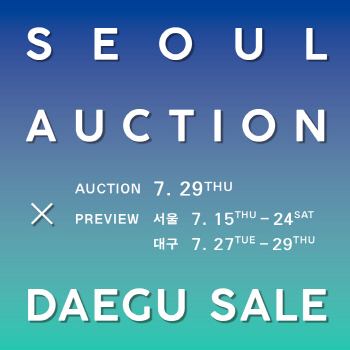 SEOUL
AUCTION
AUCTION 7. 29THU
× PREVIEW 서울 7. 15THU – 24SAT
대구 7. 27TUE – 29THU
DAEGU SALE